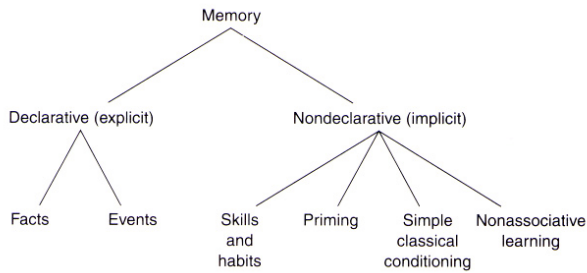 Memory
Declarative (explicit)
Nondeclarative (implicit)
Facts
Events
Skills
and
habits
Priming
Simple
classical
conditioning
Nonassociative
learning